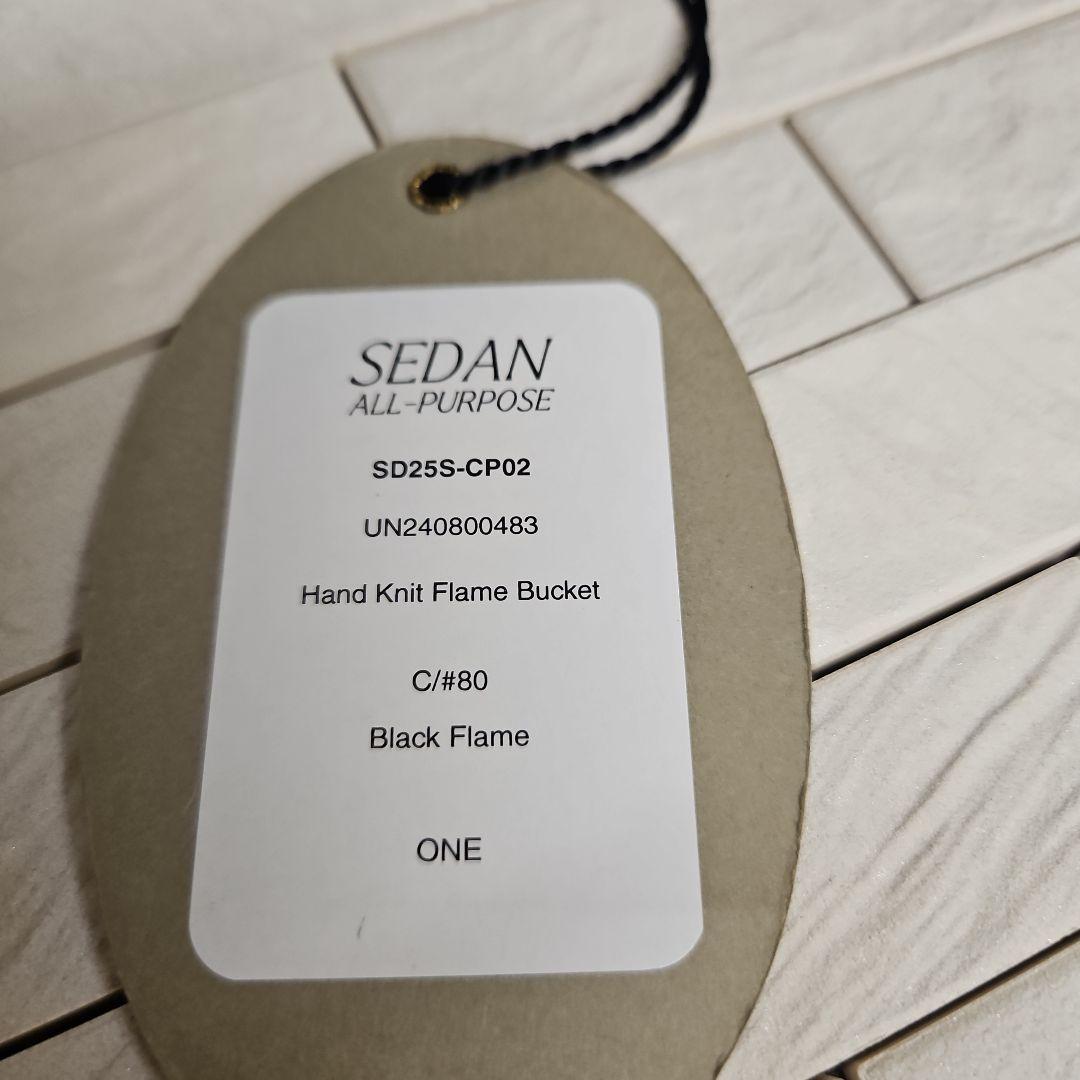 SEDAN
ALL-PURPOSE
SD25S-CP02
UN240800483
Hand Knit Flame Bucket
C/#80
Black Flame
ONE